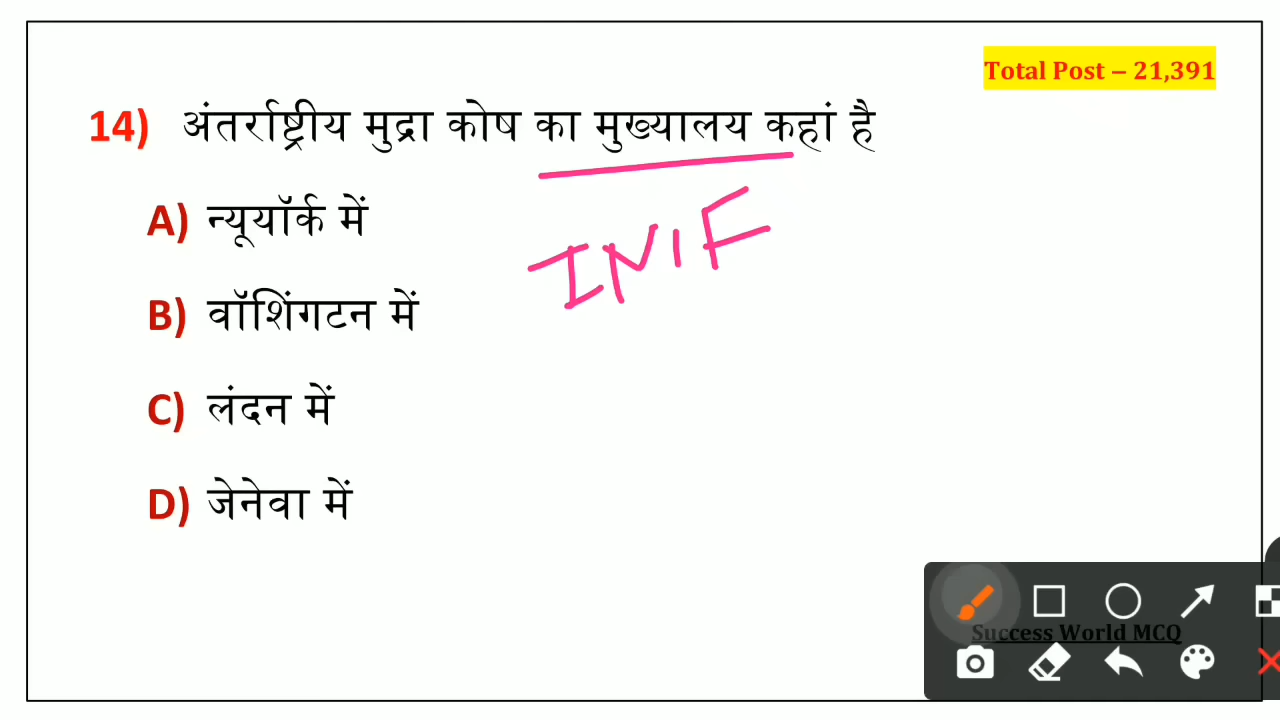 Total Post – 21,391
14) अंतर्राष्ट्रीय मुद्रा कोष का मुख्यालय कहां है
A) न्यूयॉर्क में
IMF
B) वॉशिंगटन में
C) लंदन में
D) जेनेवा में
Success World MCQ